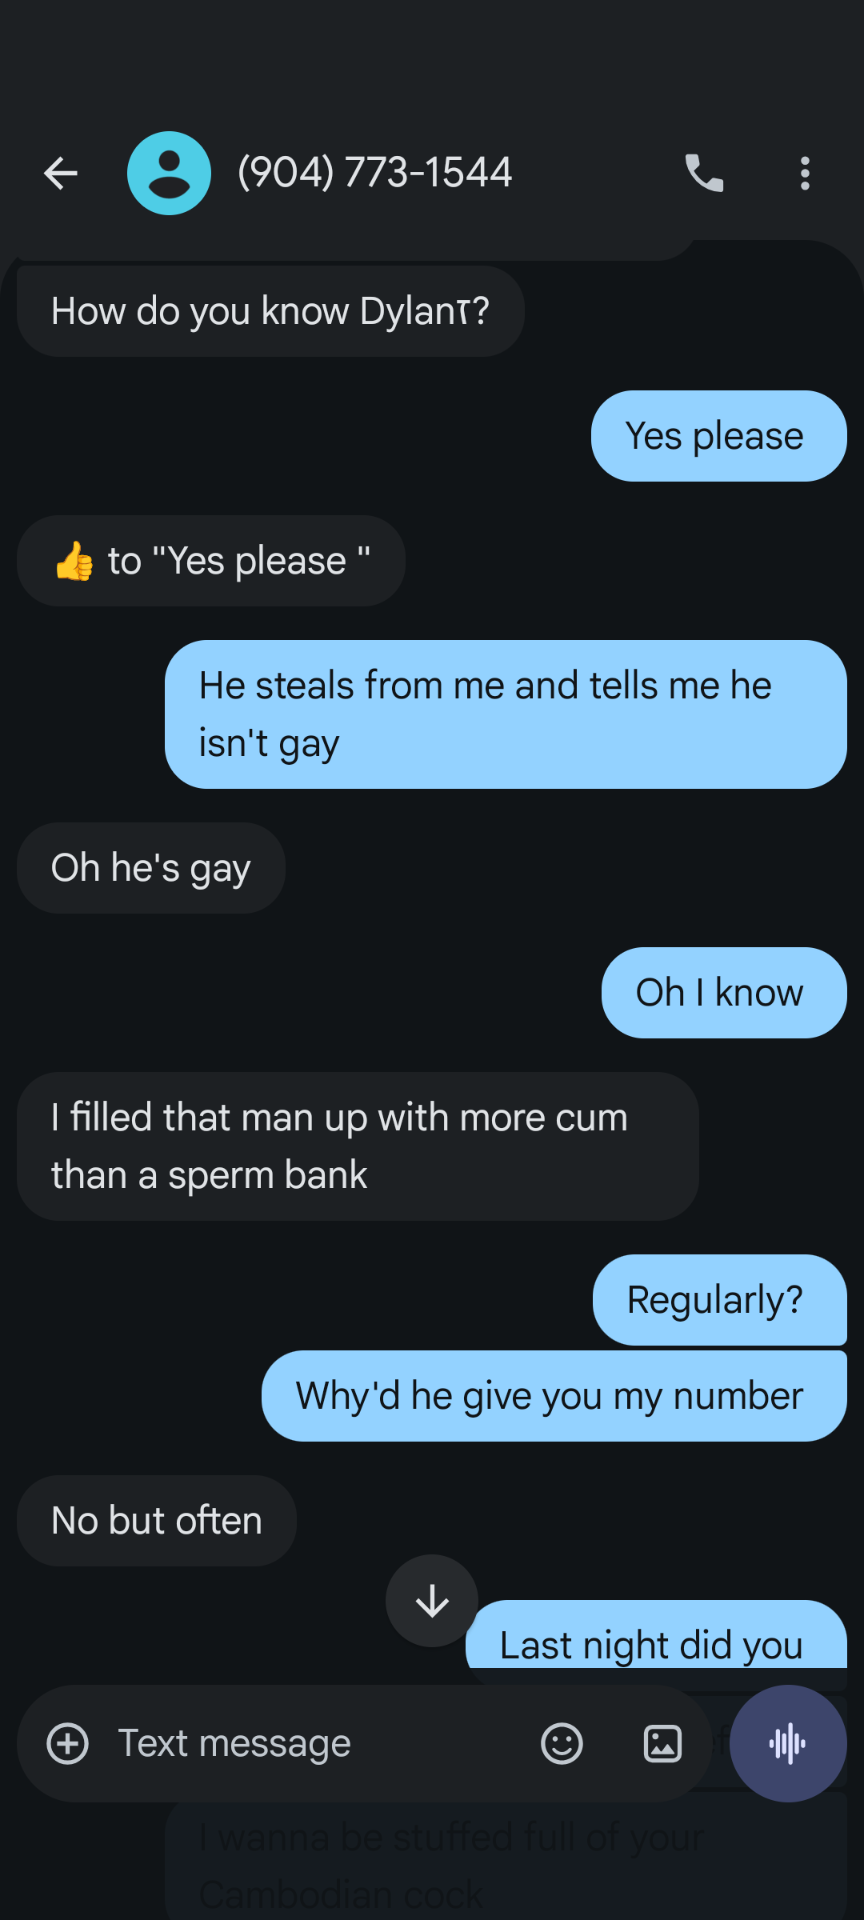 (904) 773-1544
How do you know Dylanτ?
Yes please
👍 to "Yes please "
He steals from me and tells me he
isn't gay
Oh he's gay
Oh I know
I filled that man up with more cum
than a sperm bank
Regularly?
Why'd he give you my number
No but often
Last night did you
Text message
I wanna be stuffed full of your
Cambodian cock